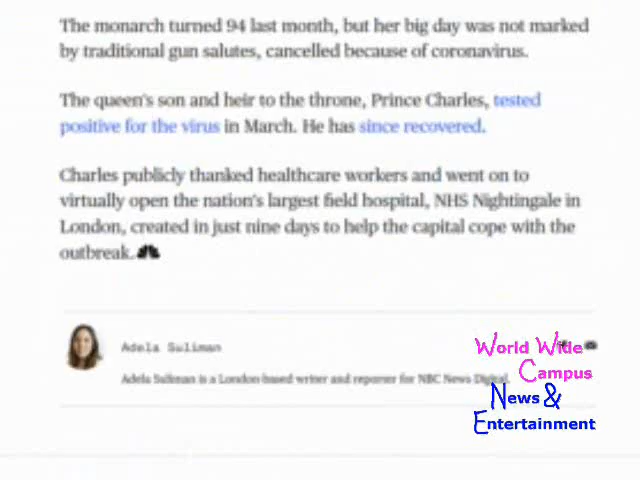 The monarch turned 94 last month, but her big day was not marked
by traditional gun salutes, cancelled because of coronavirus.
The queen's son and heir to the throne, Prince Charles, tested
positive for the virus in March. He has since recovered.
Charles publicly thanked healthcare workers and went on to
virtually open the nation's largest field hospital, NHS Nightingale in
London, created in just nine days to help the capital cope with the
outbreak.
Adela Suliman
Adela Suliman is a London-based writer and reporter for NBC News Digital.
World Wide
Campus
News &
Entertainment